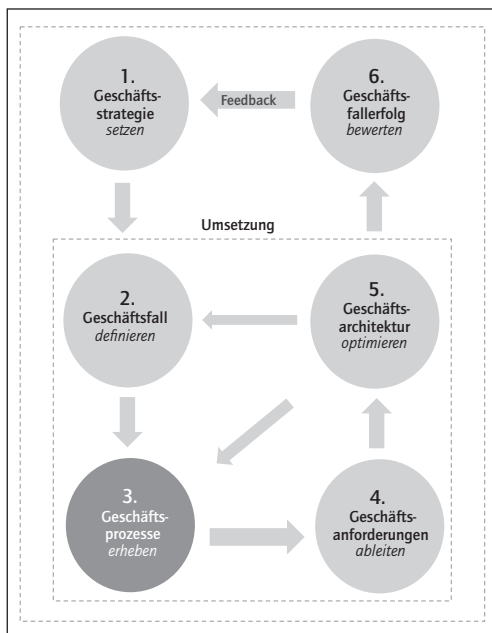 1.
Geschäfts-
strategie
setzen
Feedback
6.
Geschäfts-
fallerfolg
bewerten
Umsetzung
2.
Geschäftsfall
definieren
5.
Geschäfts-
architektur
optimieren
3.
Geschäfts-
prozesse
erheben
4.
Geschäfts-
anforderungen
ableiten